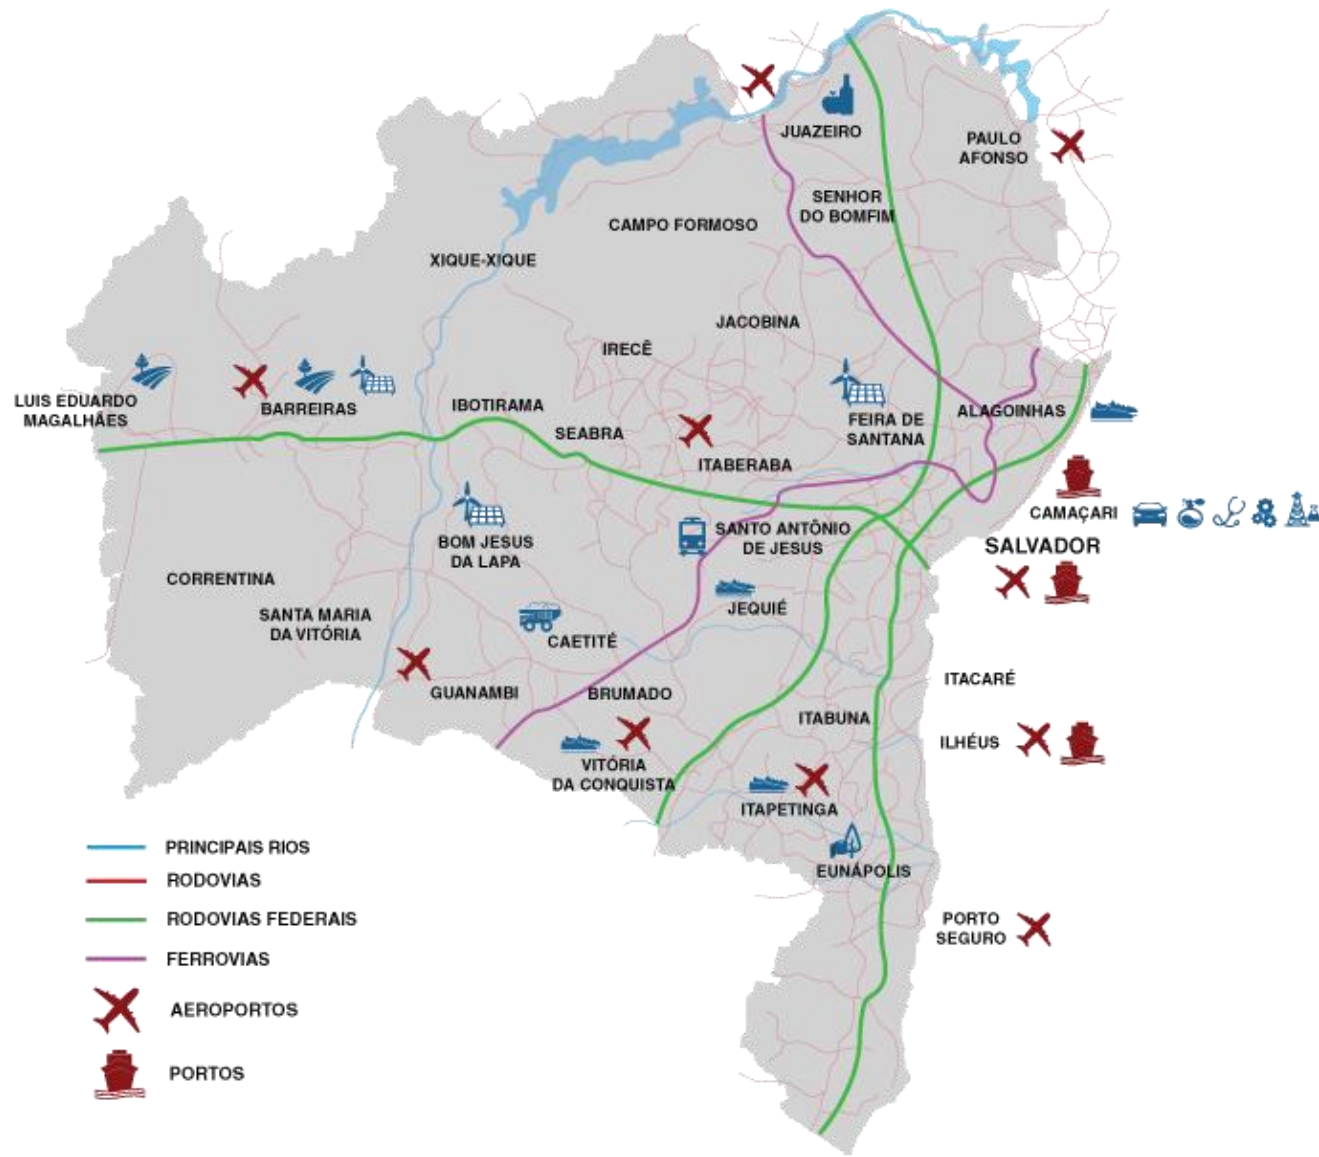 JUAZEIRO
PAULO
AFONSO
SENHOR
DO BOMFIM
CAMPO FORMOSO
XIQUE-XIQUE
JACOBINA
IRECÊ
LUIS EDUARDO
MAGALHÃES
BARREIRAS
IBOTIRAMA
SEABRA
ITABERABA
FEIRA DE
SANTANA
ALAGOINHAS
CAMAÇARI
SALVADOR
SANTO ANTÔNIO
DE JESUS
BOM JESUS
DA LAPA
CORRENTINA
SANTA MARIA
DA VITÓRIA
JEQUIÉ
CAETITÉ
GUANAMBI
BRUMADO
ITACARÉ
ITABUNA
ILHÉUS
VITÓRIA
DA CONQUISTA
ITAPETINGA
EUNÁPOLIS
PORTO
SEGURO
PRINCIPAIS RIOS
RODOVIAS
RODOVIAS FEDERAIS
FERROVIAS
AEROPORTOS
PORTOS